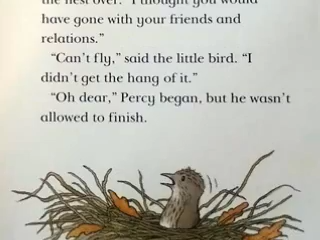 the nest over. "I thought you would
have gone with your friends and
relations."
"Can't fly," said the little bird. "I
didn't get the hang of it."
"Oh dear," Percy began, but he wasn't
allowed to finish.